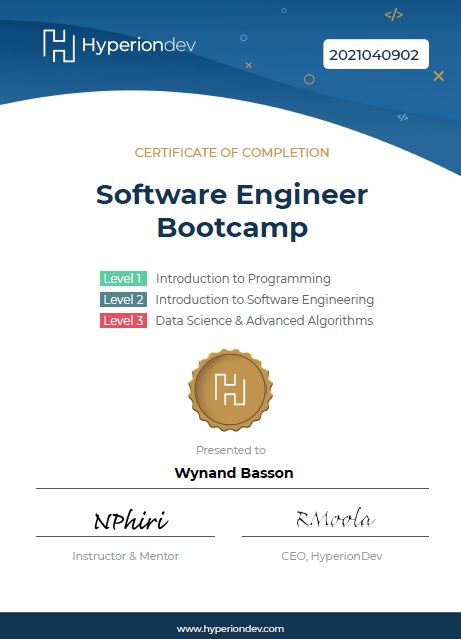 Hyperiondev
2021040902
CERTIFICATE OF COMPLETION
Software Engineer
Bootcamp
Level 1 Introduction to Programming
Level 2 Introduction to Software Engineering
Level 3 Data Science & Advanced Algorithms
Presented to
Wynand Basson
NPhiri
RMoola
Instructor & Mentor
CEO, HyperionDev
www.hyperiondev.com